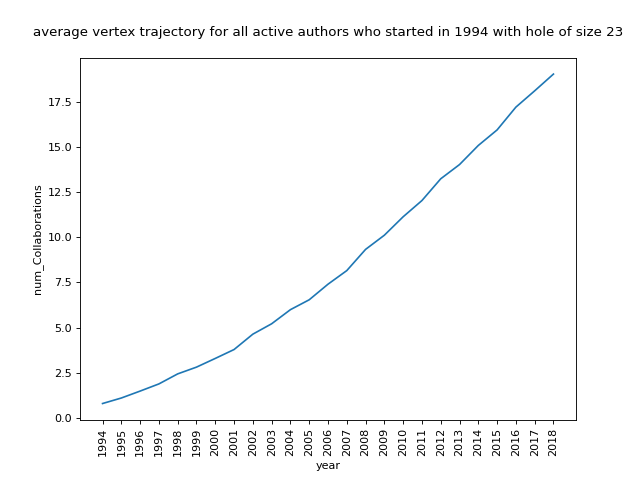 average vertex trajectory for all active authors who started in 1994 with hole of size 23
17.5
15.0
12.5
10.0
7.5
5.0
2.5
0.0
num_Collaborations
1994 1995 1996 1997 1998 1999 2000 2001 2002 2003 2004 2005 2006 2007 2008 2009 2010 2011 2012 2013 2014 2015 2016 2017 2018
year